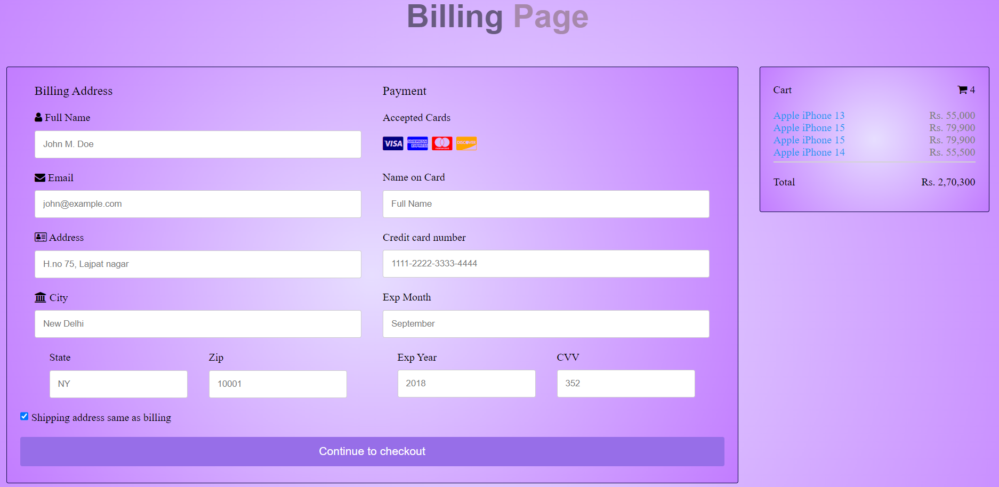 Billing Page
Billing Address
Full Name
John M. Doe
Email
john@example.com
Address
H.no 75, Lajpat nagar
City
New Delhi
State Zip
NY 10001
Payment
Accepted Cards
VISA AMERICAN EXPRESS mastercard DISCOVER
Name on Card
Full Name
Credit card number
1111-2222-3333-4444
Exp Month
September
Exp Year CVV
2018 352
Shipping address same as billing
Continue to checkout
Cart 4
Apple iPhone 13 Rs. 55,000
Apple iPhone 15 Rs. 79,900
Apple iPhone 15 Rs. 79,900
Apple iPhone 14 Rs. 55,500
Total Rs. 2,70,300